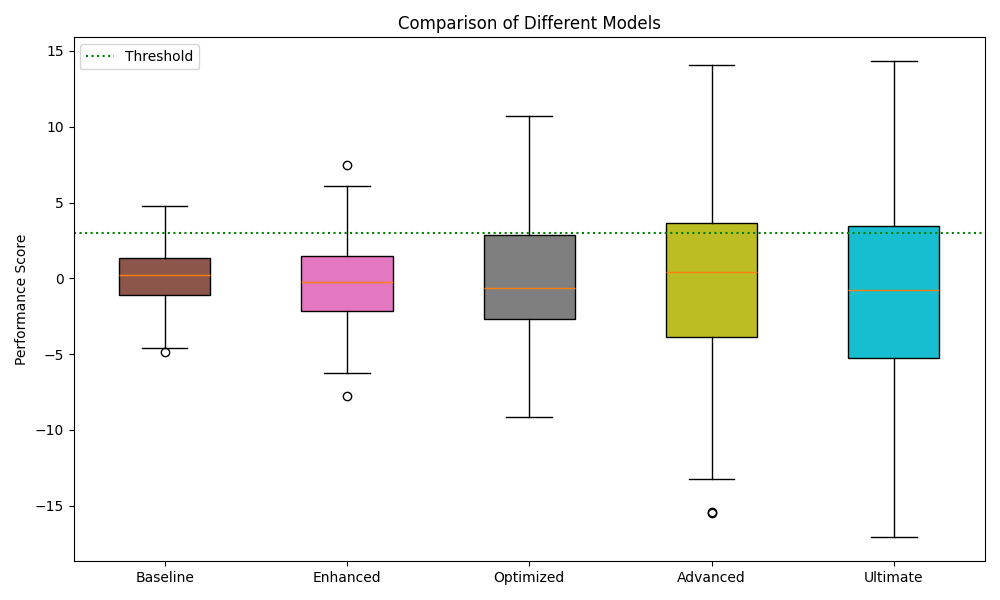 Comparison of Different Models
Threshold
Performance Score
15
10
5
0
−5
−10
−15
Baseline
Enhanced
Optimized
Advanced
Ultimate